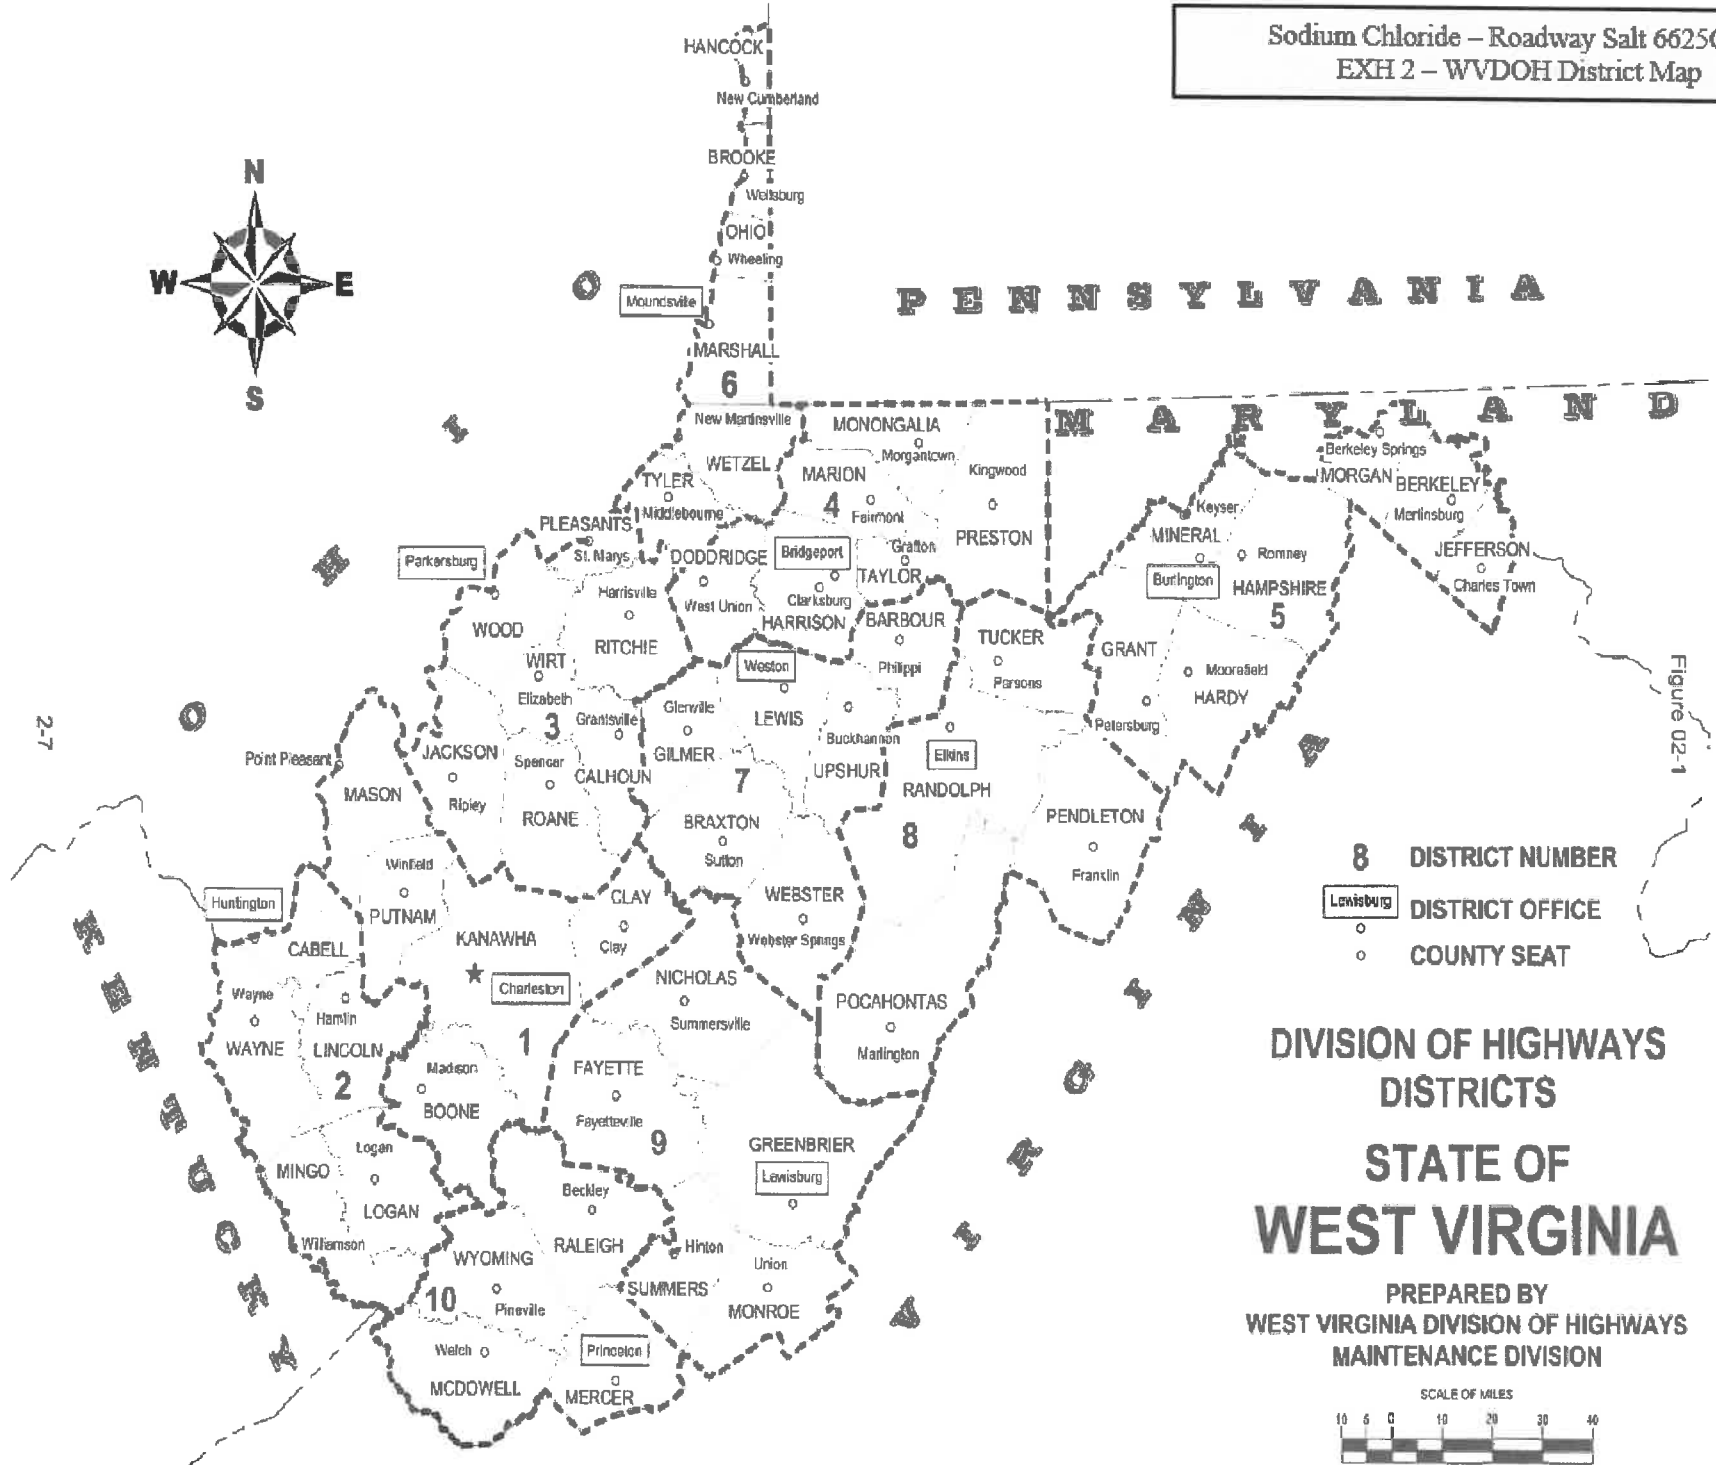 Sodium Chloride – Roadway Salt 6625
EXH 2 – WVDOH District Map
N
W
E
S
OHIO
PENNSYLVANIA
MARYLAND
VIRGINIA
KENTUCKY
HANCOCK
New Cumberland
BROOKE
Wellsburg
OHIO
Wheeling
Moundsville
MARSHALL
6
New Martinsville
WETZEL
TYLER
Middlebourne
PLEASANTS
St. Marys
Parkersburg
DODDRIDGE
West Union
Harrisville
RITCHIE
WOOD
WIRT
Elizabeth
3
Grantsville
CALHOUN
JACKSON
Ripley
Spencer
ROANE
MONONGALIA
Morgantown
MARION
4
Fairmont
Kingwood
PRESTON
Bridgeport
Grafton
TAYLOR
Clarksburg
HARRISON
BARBOUR
Philippi
Weston
LEWIS
Glenville
GILMER
7
Buckhannon
UPSHUR
BRAXTON
Sutton
WEBSTER
Webster Springs
TUCKER
Parsons
Elkins
RANDOLPH
8
PENDLETON
Franklin
POCAHONTAS
Marlington
Berkeley Springs
MORGAN
BERKELEY
Martinsburg
JEFFERSON
Charles Town
Keyser
MINERAL
Romney
Burlington
HAMPSHIRE
5
GRANT
Petersburg
Moorefield
HARDY
Point Pleasant
MASON
Winfield
PUTNAM
Huntington
CABELL
KANAWHA
Charleston
1
CLAY
Clay
Wayne
WAYNE
Hamlin
LINCOLN
2
Madison
BOONE
MINGO
Williamson
Logan
LOGAN
NICHOLAS
Summersville
FAYETTE
Fayetteville
9
GREENBRIER
Lewisburg
Beckley
RALEIGH
Hinton
SUMMERS
Union
MONROE
WYOMING
10
Pineville
Welch
MCDOWELL
Princeton
MERCER
2-7
Figure 02-1
8 DISTRICT NUMBER
Lewisburg DISTRICT OFFICE
COUNTY SEAT
DIVISION OF HIGHWAYS
DISTRICTS
STATE OF
WEST VIRGINIA
PREPARED BY
WEST VIRGINIA DIVISION OF HIGHWAYS
MAINTENANCE DIVISION
SCALE OF MILES
10 5 0 10 20 30 40